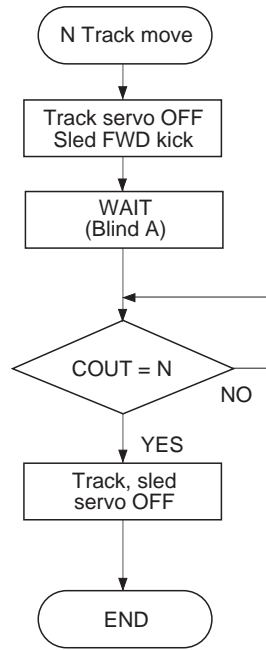 N Track move
Track servo OFF
Sled FWD kick
WAIT
(Blind A)
COUT = N
NO
YES
Track, sled
servo OFF
END